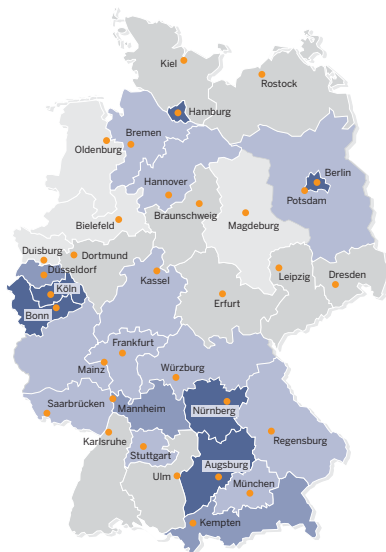 Kiel
Rostock
Hamburg
Bremen
Oldenburg
Berlin
Hannover
Potsdam
Braunschweig
Magdeburg
Bielefeld
Duisburg
Dortmund
Düsseldorf
Kassel
Leipzig
Dresden
Köln
Erfurt
Bonn
Frankfurt
Mainz
Würzburg
Saarbrücken
Mannheim
Nürnberg
Karlsruhe
Regensburg
Stuttgart
Augsburg
Ulm
München
Kempten